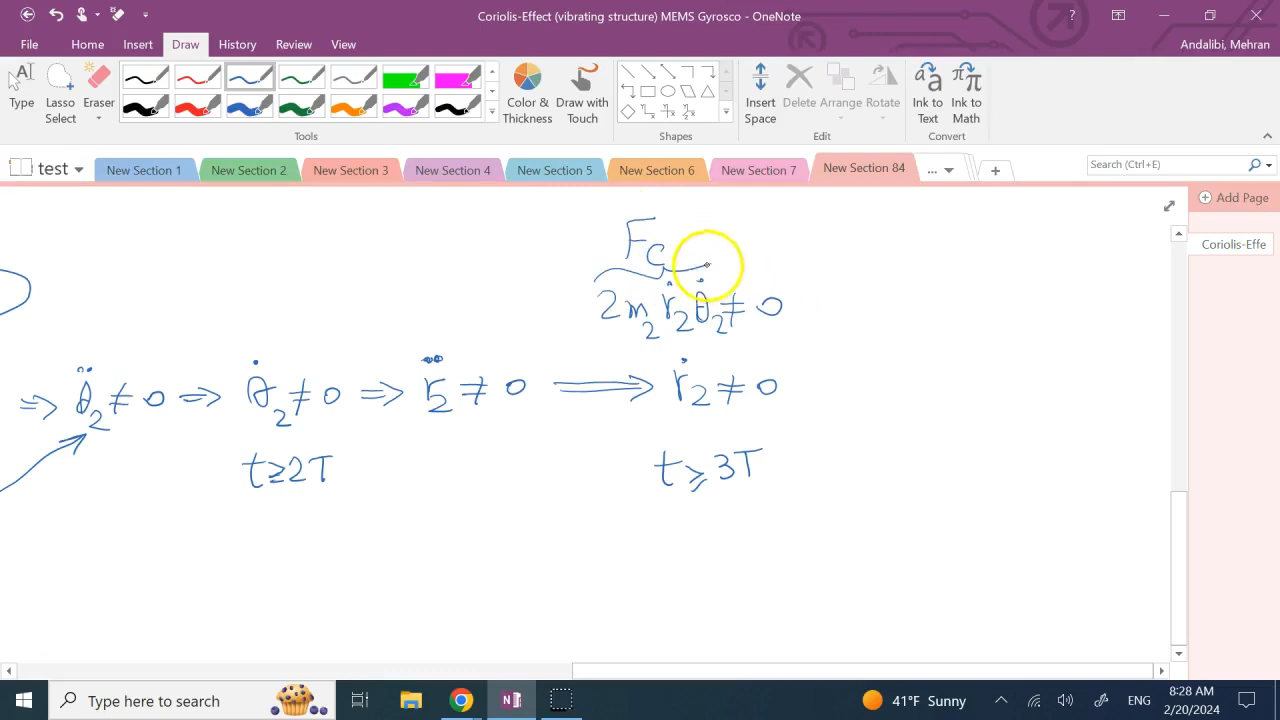 Coriolis-Effect (vibrating structure) MEMS Gyrosco - OneNote
?
File Home Insert Draw History Review View
Andalibi, Mehran
Type
Lasso Select
Eraser
Color & Thickness
Draw with Touch
Insert Space
Delete
Arrange
Rotate
Ink to Text
Ink to Math
Tools
Shapes
Edit
Convert
test
New Section 1
New Section 2
New Section 3
New Section 4
New Section 5
New Section 6
New Section 7
New Section 84
...
Search (Ctrl+E)
Add Page
Coriolis-Effe
F_C
2m₂ṙ₂θ̇₂ ≠ 0
⇒ θ̈₂ ≠ 0 ⇒ θ̇₂ ≠ 0 ⇒ r̈₂ ≠ 0 ⟹ ṙ₂ ≠ 0
t ≥ 2T
t ≥ 3T
Type here to search
41°F Sunny
ENG
8:28 AM
2/20/2024